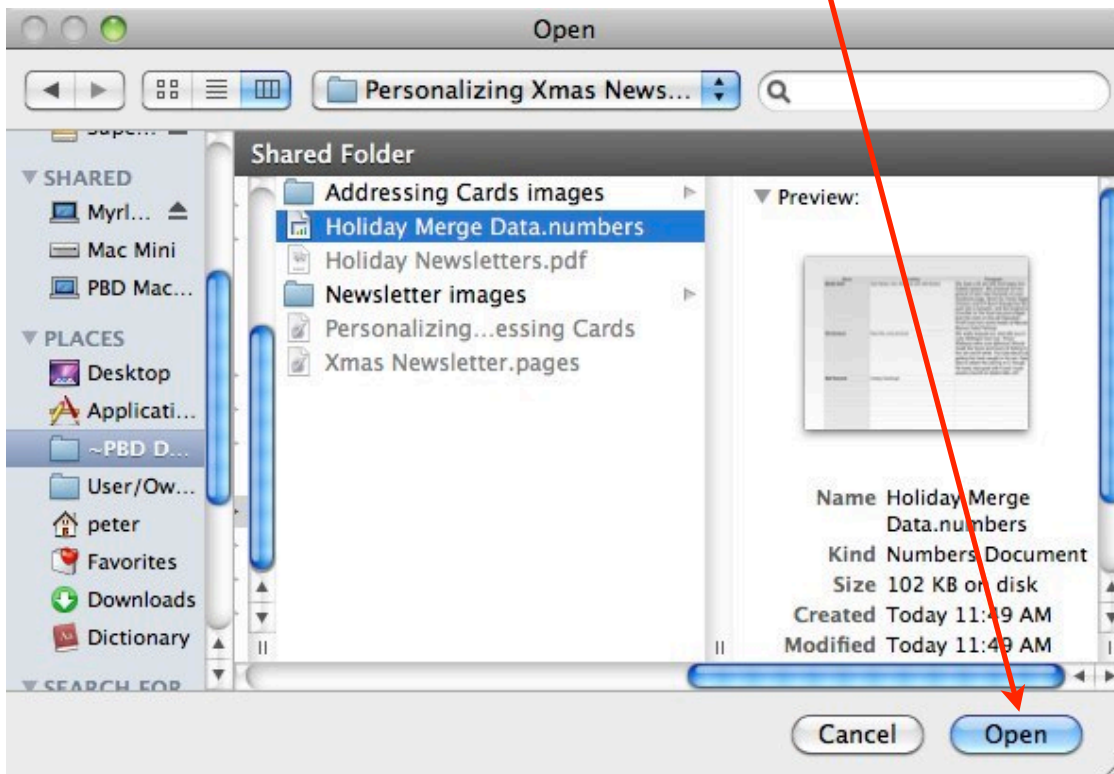 Open
Personalizing Xmas News...
Shared Folder
SHARED
Myrl...
Mac Mini
PBD Mac...
PLACES
Desktop
Applicati...
~PBD D...
User/Ow...
peter
Favorites
Downloads
Dictionary
SEARCH FOR
Addressing Cards images
Holiday Merge Data.numbers
Holiday Newsletters.pdf
Newsletter images
Personalizing...essing Cards
Xmas Newsletter.pages
Preview:
Name Holiday Merge
Data.numbers
Kind Numbers Document
Size 102 KB on disk
Created Today 11:49 AM
Modified Today 11:49 AM
Cancel
Open